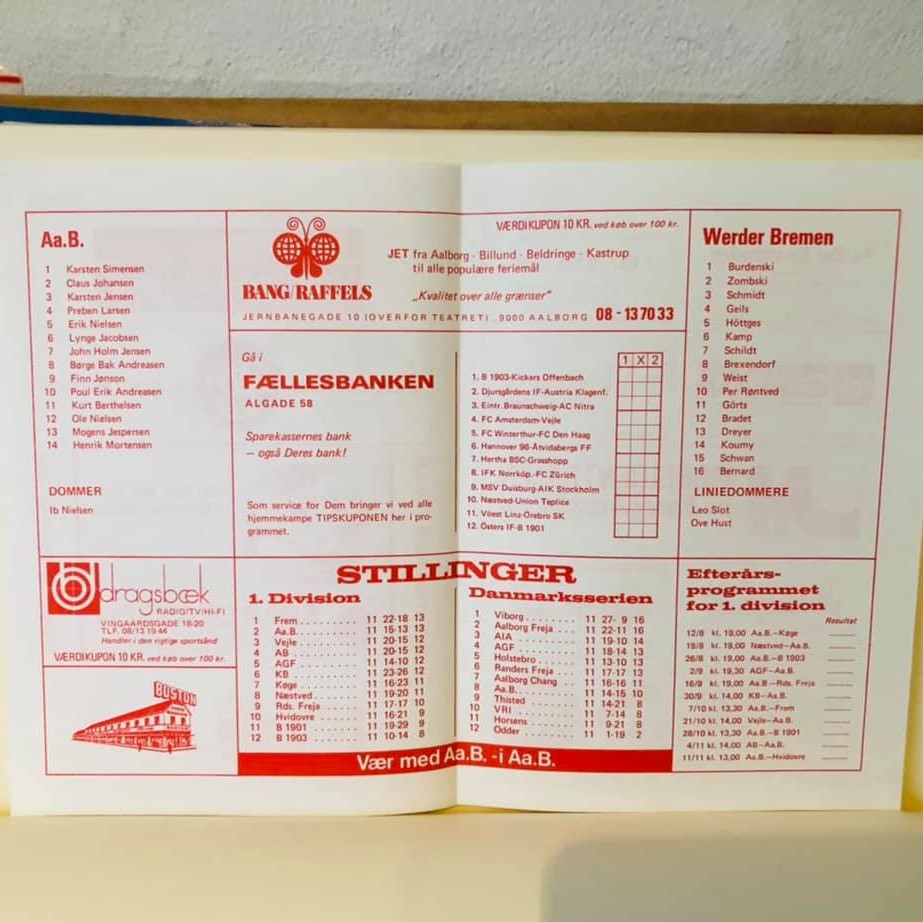 Aa.B.
1 Karsten Simensen
2 Claus Johansen
3 Karsten Jensen
4 Preben Larsen
5 Erik Nielsen
6 Lynge Jacobsen
7 John Holm Jensen
8 Børge Bak Andreasen
9 Finn Jønson
10 Poul Erik Andreasen
11 Kurt Berthelsen
12 Ole Nielsen
13 Mogens Jespersen
14 Henrik Mortensen
DOMMER
Ib Nielsen
VÆRDIKUPON 10 KR. ved køb over 100 kr.
JET fra Aalborg - Billund - Beldringe - Kastrup
til alle populære feriemål
BANG/RAFFELS
„Kvalitet over alle grænser"
JERNBANEGADE 10 (OVERFOR TEATRET) . 9000 AALBORG 08 - 13 70 33
Gå i
FÆLLESBANKEN
ALGADE 58
Sparekassernes bank
– også Deres bank!
Som service for Dem bringer vi ved alle
hjemmekampe TIPSKUPONEN her i pro-
grammet.
1 X 2
1. B 1903-Kickers Offenbach
2. Djurgårdens IF-Austria Klagenf.
3. Eintr. Braunschweig-AC Nitra
4. FC Amsterdam-Vejle
5. FC Winterthur-FC Den Haag
6. Hannover 96-Åtvidabergs FF
7. Hertha BSC-Grasshopp
8. IFK Norrköp.-FC Zürich
9. MSV Duisburg-AIK Stockholm
10. Næstved-Union Teplice
11. Vöest Linz-Örebro SK
12. Östers IF-B 1901
Werder Bremen
1 Burdenski
2 Zombski
3 Schmidt
4 Geils
5 Höttges
6 Kamp
7 Schildt
8 Brexendorf
9 Weist
10 Per Røntved
11 Görts
12 Bradet
13 Dreyer
14 Koumy
15 Schwan
16 Bernard
LINIEDOMMERE
Leo Slot
Ove Hust
dragsbæk
RADIO/TV/HI-FI
VINGAARDSGADE 18-20
TLF. 08/13 19 44
Handler i den rigtige sportsånd
VÆRDIKUPON 10 KR. ved køb over 100 kr.
BUSTON
STILLINGER
1. Division
1 Frem . . . . . . . . . 11 22-18 13
2 Aa.B. . . . . . . . . . 11 15-13 13
3 Vejle . . . . . . . . . 11 20-15 12
4 AB . . . . . . . . . . 11 20-15 12
5 AGF . . . . . . . . . 11 14-10 12
6 KB . . . . . . . . . . 11 23-26 12
7 Køge . . . . . . . . . 11 16-23 11
8 Næstved . . . . . . . 11 19-20 11
9 Rds. Freja . . . . . . 11 17-17 10
10 Hvidovre . . . . . . . 11 16-21 9
11 B 1901 . . . . . . . . 11 19-29 9
12 B 1903 . . . . . . . . 11 10-14 8
Danmarksserien
1 Viborg . . . . . . . . 11 27- 9 16
2 Aalborg Freja . . . . 11 22-11 16
3 AIA . . . . . . . . . 11 19-10 14
4 AGF . . . . . . . . . 11 18-14 13
5 Holstebro . . . . . . 11 13-10 13
6 Randers Freja . . . . 11 17-17 13
7 Aalborg Chang . . . . 11 16-16 11
8 Aa.B. . . . . . . . . . 11 14-15 10
9 Thisted . . . . . . . 11 14-21 8
10 VRI . . . . . . . . . 11 7-14 8
11 Horsens . . . . . . . 11 9-21 8
12 Odder . . . . . . . . 11 1-19 2
Vær med Aa.B. -i Aa.B.
Efterårs-
programmet
for 1. division
Resultat
12/8 kl. 19,00 Aa.B.–Køge
19/8 kl. 19,00 Næstved–Aa.B.
26/8 kl. 19,00 Aa.B.–B 1903
2/9 kl. 19,30 AGF–Aa.B.
16/9 kl. 19,00 Aa.B.–Rds. Freja
30/9 kl. 14,00 KB–Aa.B.
7/10 kl. 13,30 Aa.B.–Frem
21/10 kl. 14,00 Vejle–Aa.B.
28/10 kl. 13,30 Aa.B.–B 1901
4/11 kl. 14,00 AB–Aa.B.
11/11 kl. 13,00 Aa.B.–Hvidovre